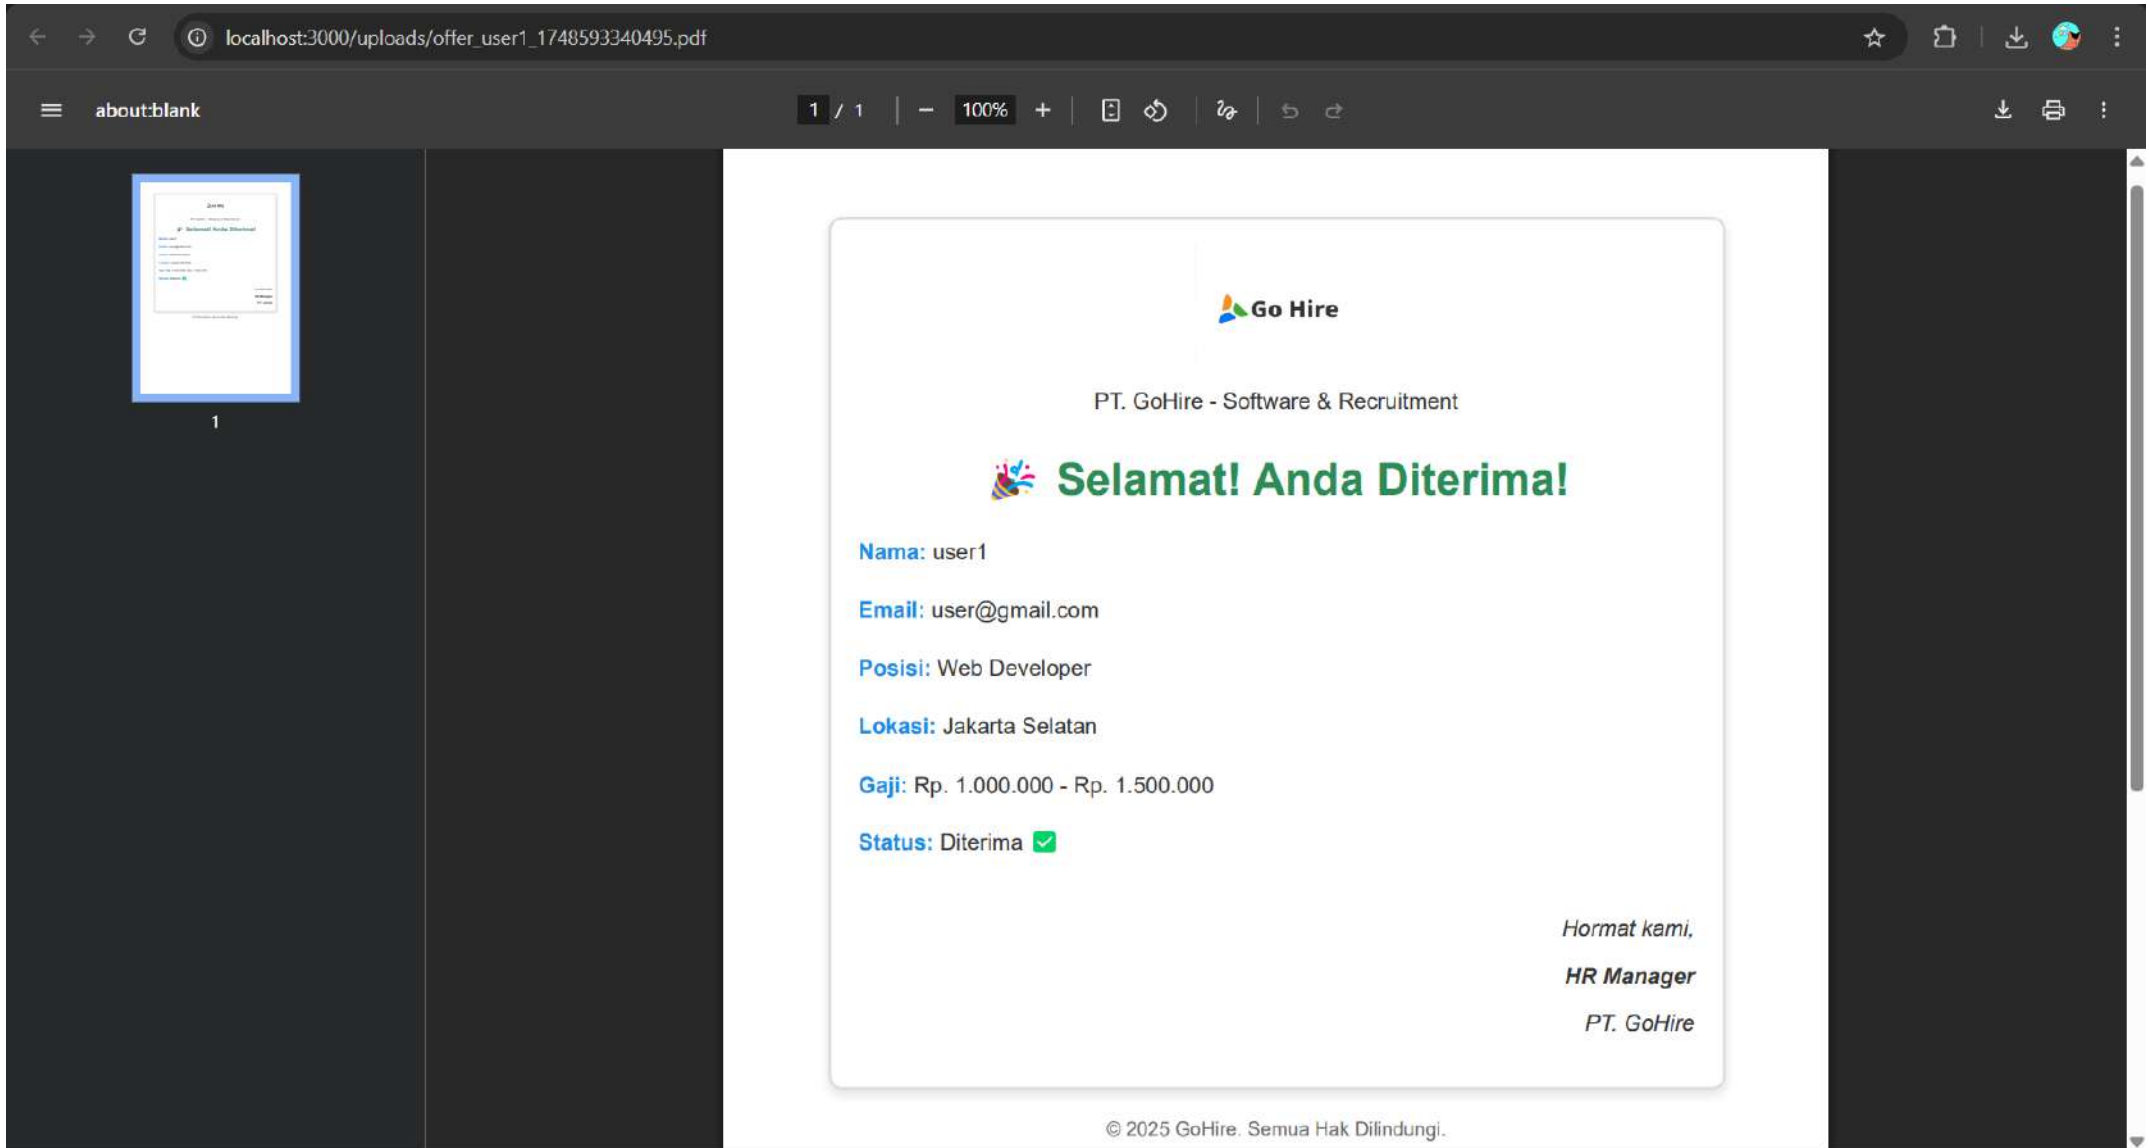 localhost:3000/uploads/offer_user1_1748593340495.pdf
about:blank
1 / 1
100%
1
Go Hire
PT. GoHire - Software & Recruitment
Selamat! Anda Diterima!
Nama: user1
Email: user@gmail.com
Posisi: Web Developer
Lokasi: Jakarta Selatan
Gaji: Rp. 1.000.000 - Rp. 1.500.000
Status: Diterima
Hormat kami,
HR Manager
PT. GoHire
© 2025 GoHire. Semua Hak Dilindungi.